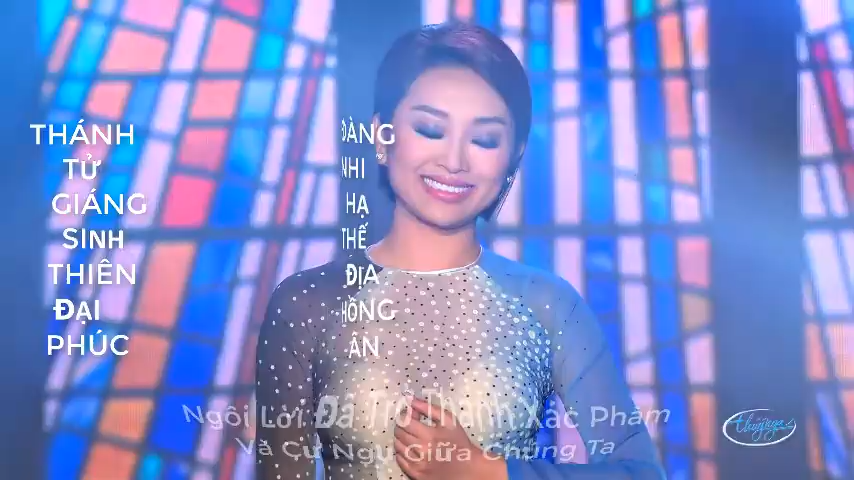 THÁNH
TỬ
GIÁNG
SINH
THIÊN
ĐẠI
PHÚC
ĐÀNG
NHI
HẠ
THẾ
ĐỊA
HỒNG
ÂN
Ngôi Lời Đã Trở Thành Xác Phàm
Và Cư Ngụ Giữa Chúng Ta
thúynga